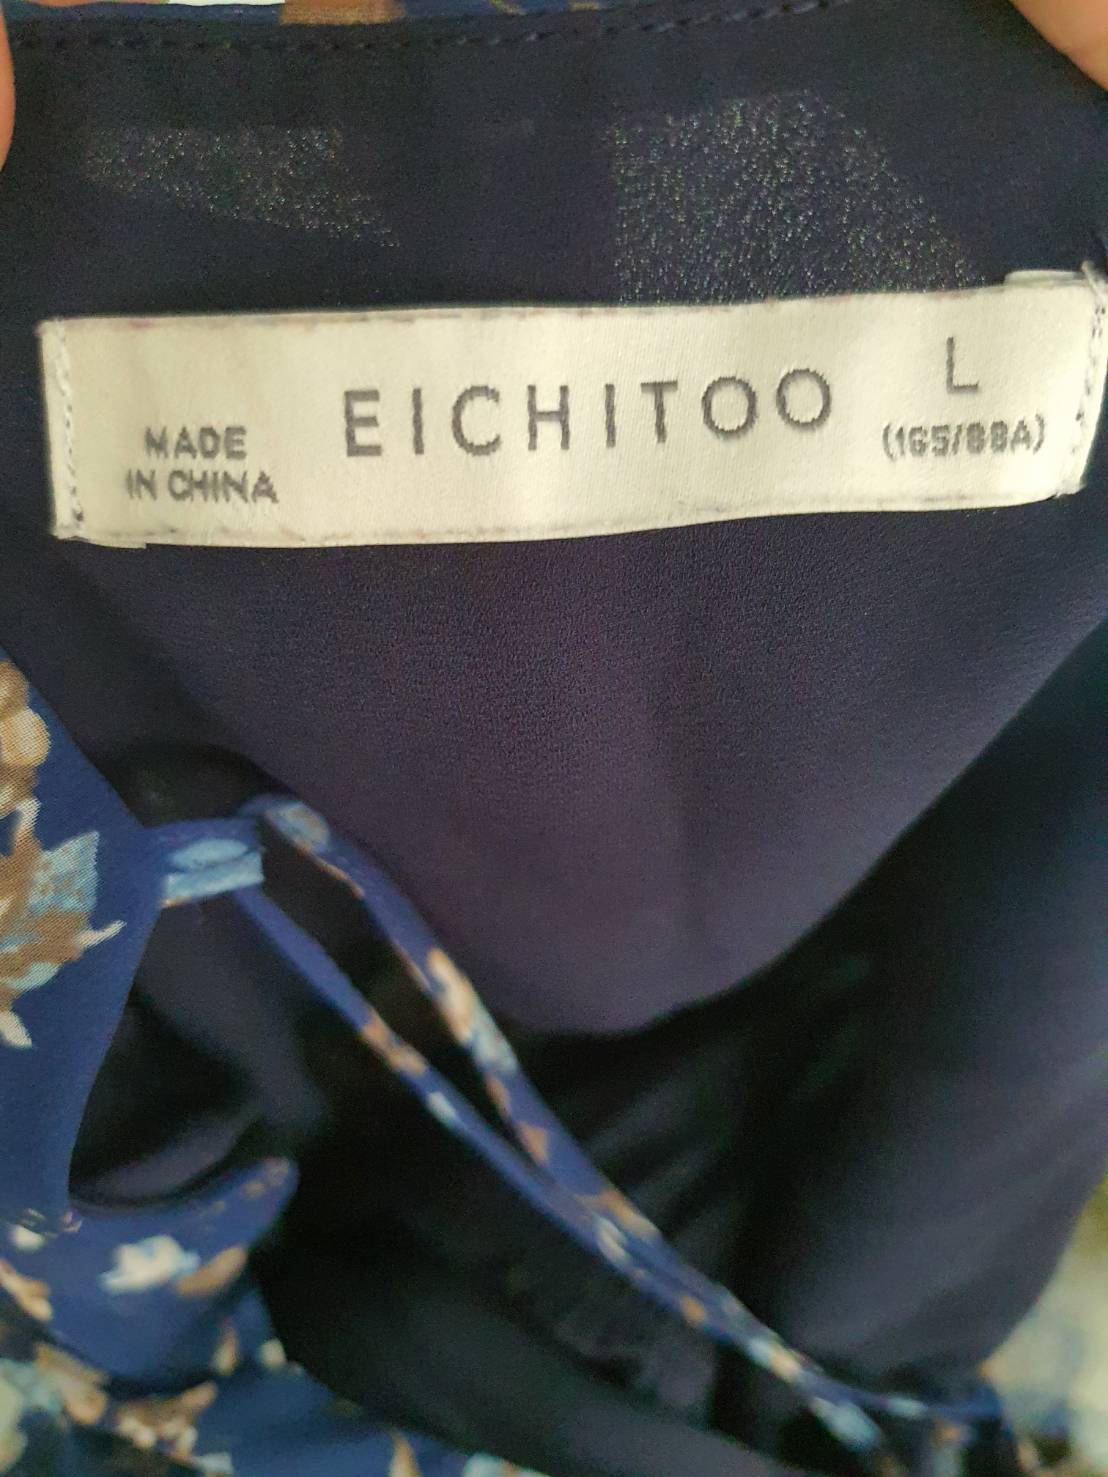 MADE
IN CHINA
EICHITOO
L
(165/88A)